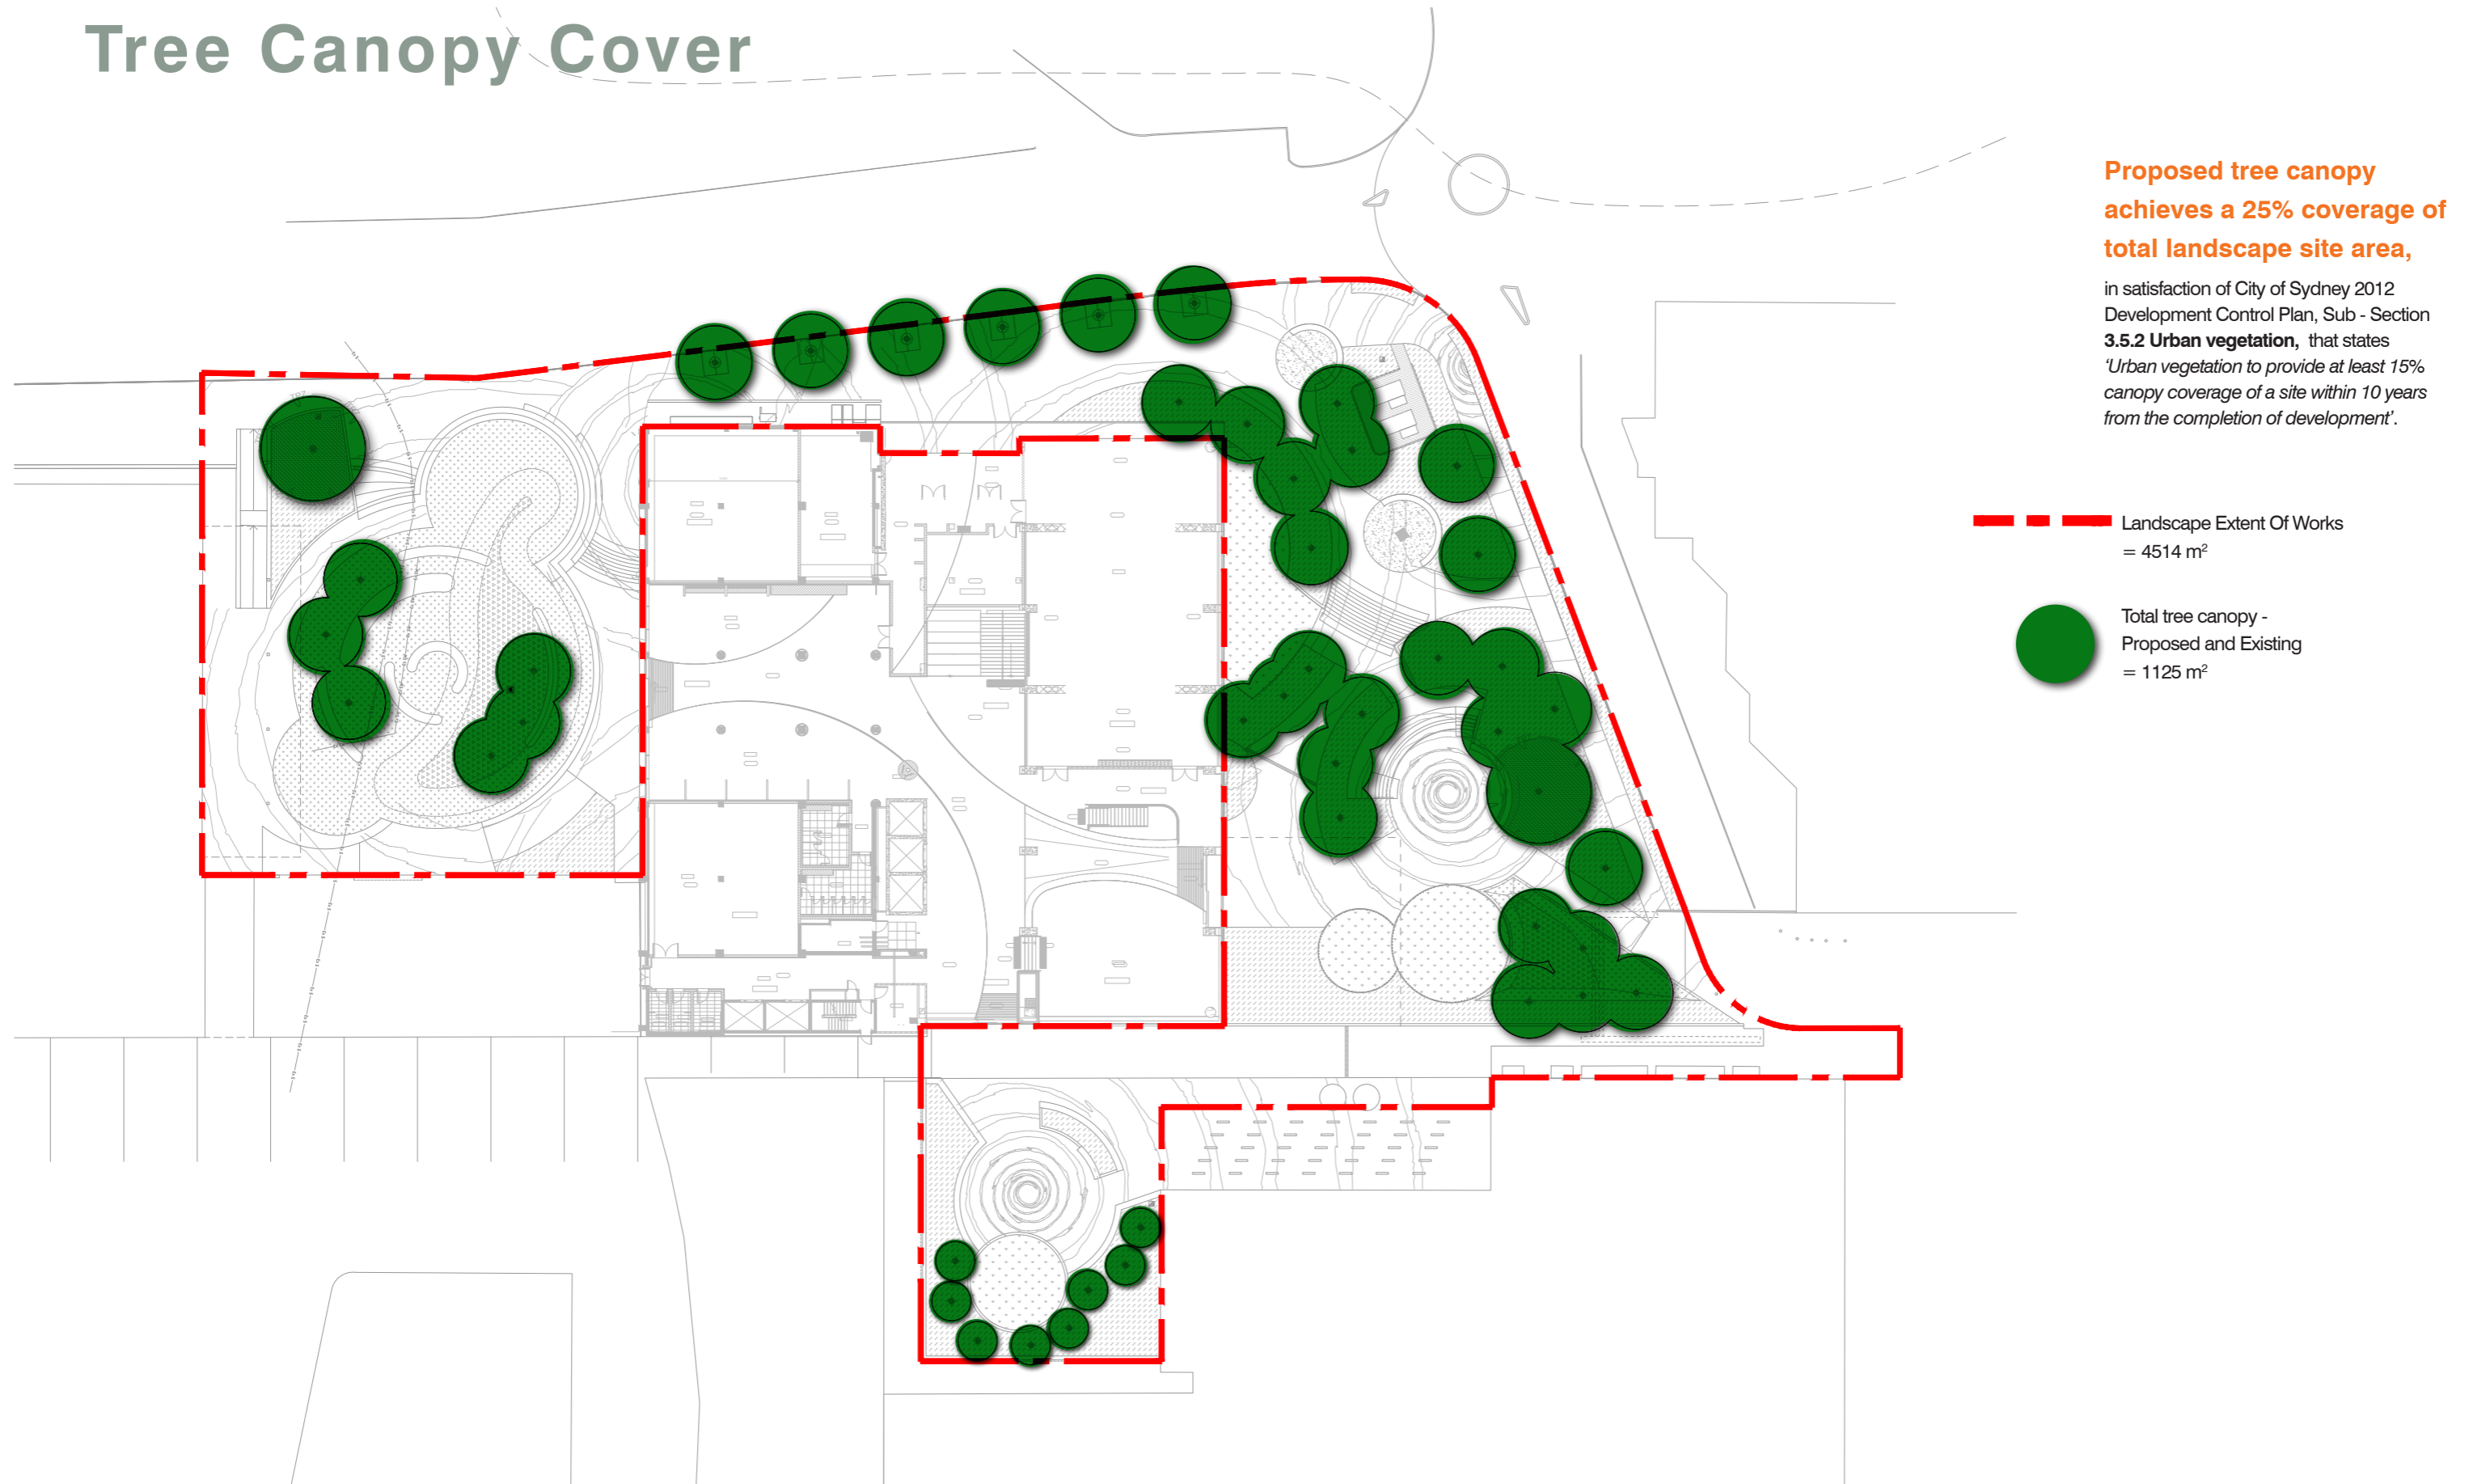 Tree Canopy Cover
Proposed tree canopy
achieves a 25% coverage of
total landscape site area,
in satisfaction of City of Sydney 2012
Development Control Plan, Sub - Section
3.5.2 Urban vegetation, that states
‘Urban vegetation to provide at least 15%
canopy coverage of a site within 10 years
from the completion of development’.
Landscape Extent Of Works
= 4514 m²
Total tree canopy -
Proposed and Existing
= 1125 m²